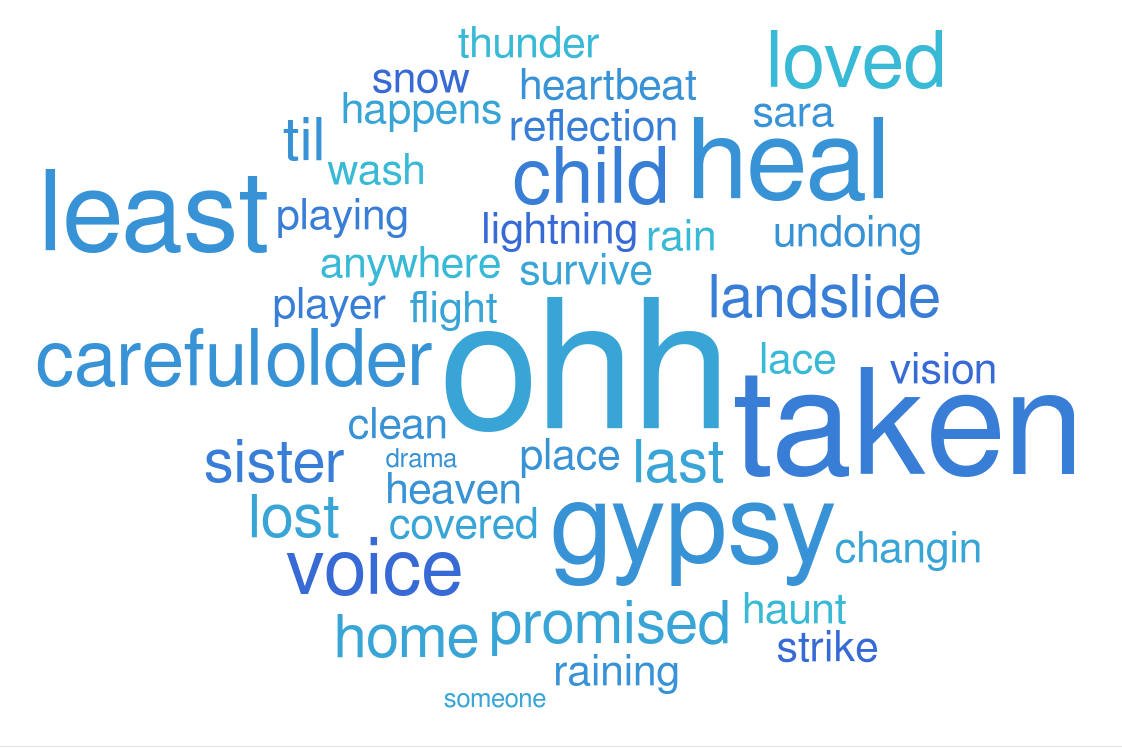 thunder
loved
snow
heartbeat
happens
sara
reflection
til
heal
wash
child
least
playing
lightning
rain
undoing
anywhere
survive
player
flight
landslide
careful
older
ohh
lace
vision
taken
clean
sister
drama
place
last
heaven
lost
covered
gypsy
changin
voice
home
promised
haunt
strike
raining
someone